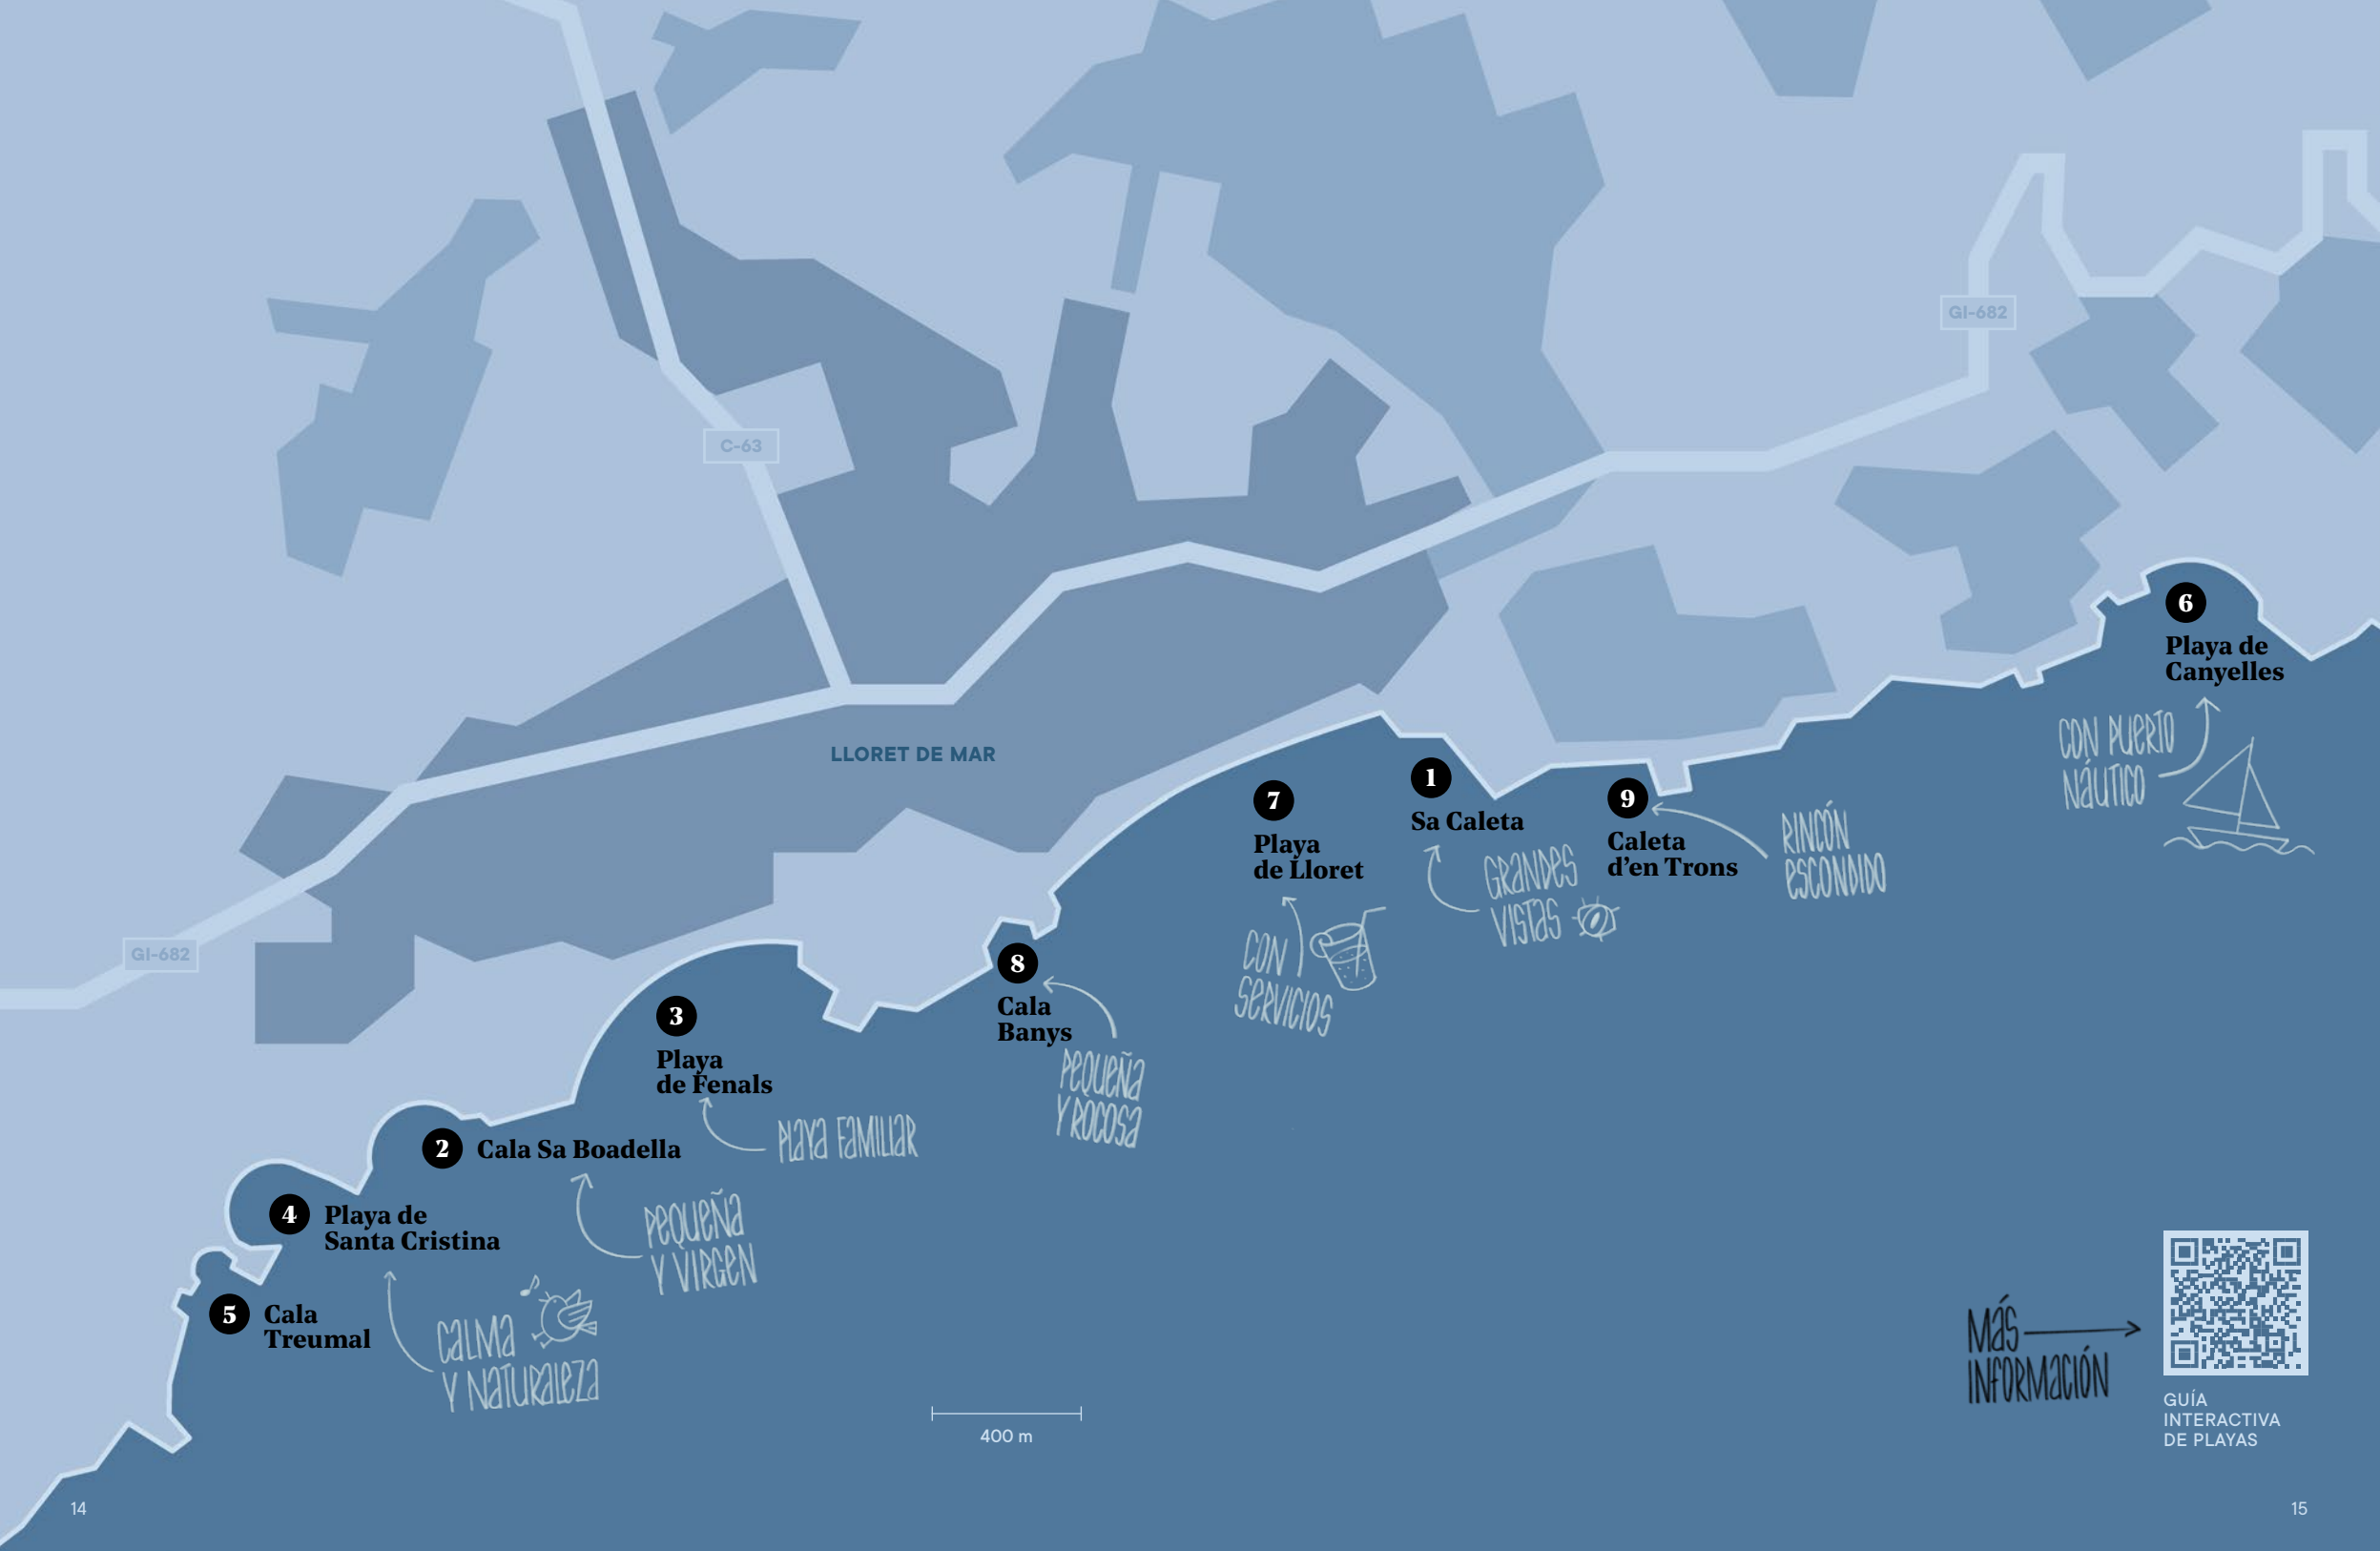 GI-682
C-63
LLORET DE MAR
GI-682
6
Playa de
Canyelles
CON PUERTO
NÁUTICO
1
Sa Caleta
GRANDES
VISTAS
9
Caleta
d'en Trons
RINCÓN
ESCONDIDO
7
Playa
de Lloret
CON
SERVICIOS
8
Cala
Banys
PEQUEÑA
Y ROCOSA
3
Playa
de Fenals
PLAYA FAMILIAR
2
Cala Sa Boadella
PEQUEÑA
Y VIRGEN
4
Playa de
Santa Cristina
CALMA
Y NATURALEZA
5
Cala
Treumal
400 m
MÁS
INFORMACIÓN
GUÍA
INTERACTIVA
DE PLAYAS
14
15